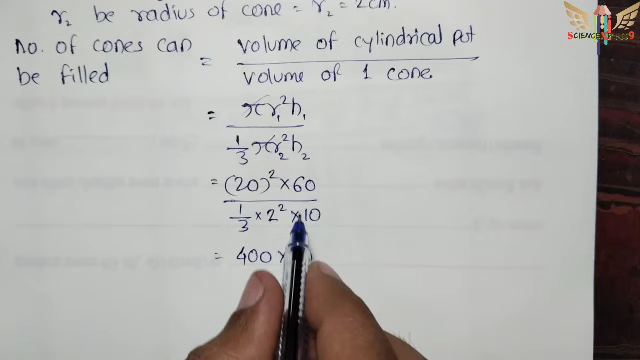 r₂ be radius of cone = r₂ = 2cm.
no. of cones can be filled = volume of cylindrical pot / volume of 1 cone
= πr₁²h₁ / 1/3 πr₂²h₂
= (20)² × 60 / 1/3 × 2² × 10
= 400 ×